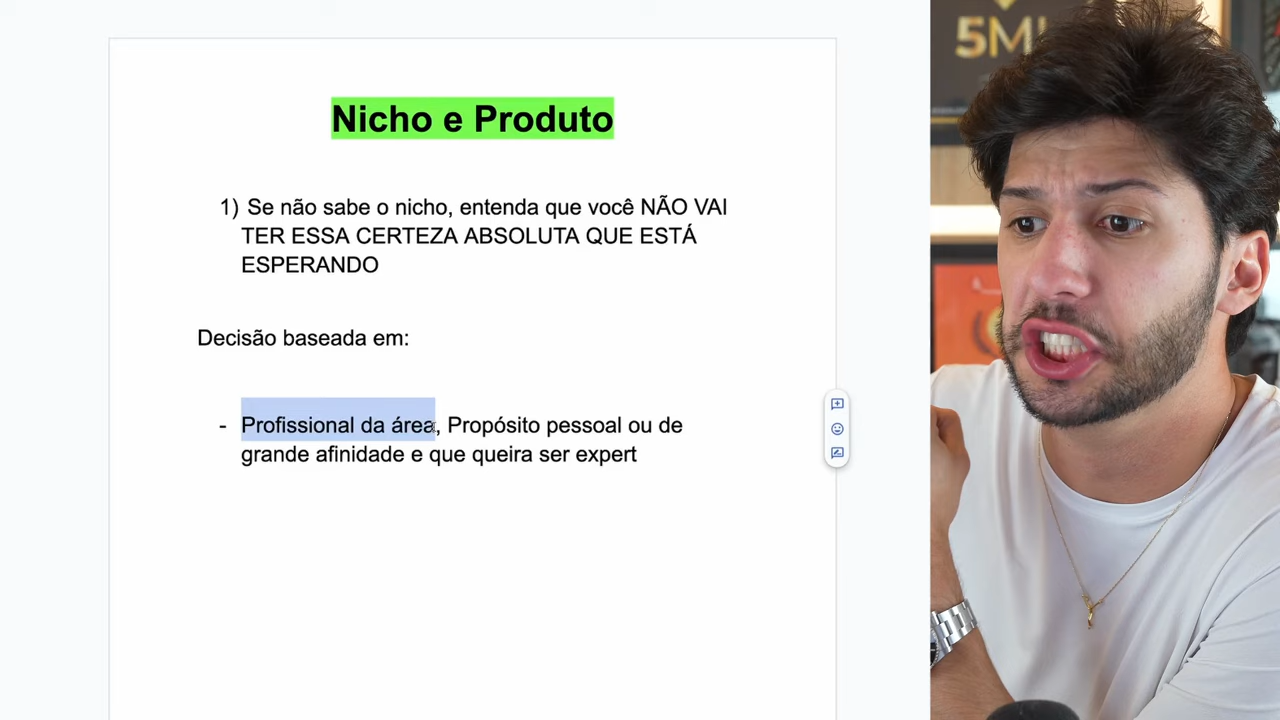 5MI
Nicho e Produto
1) Se não sabe o nicho, entenda que você NÃO VAI
TER ESSA CERTEZA ABSOLUTA QUE ESTÁ
ESPERANDO
Decisão baseada em:
- Profissional da área, Propósito pessoal ou de
grande afinidade e que queira ser expert